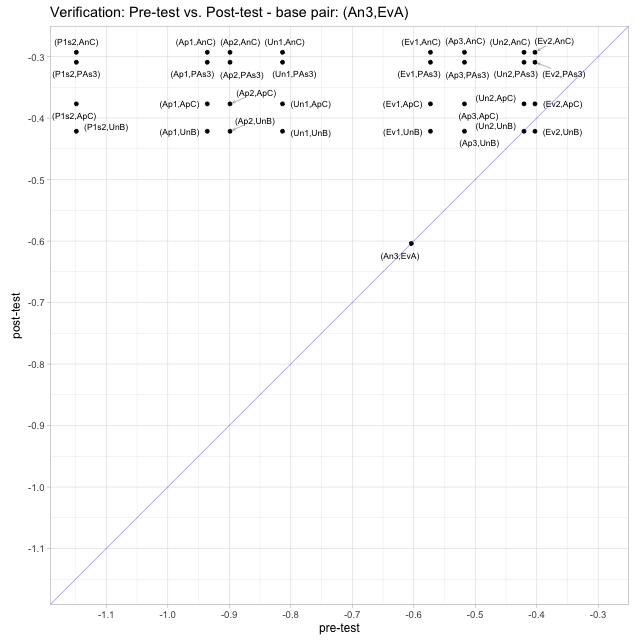 Verification: Pre-test vs. Post-test - base pair: (An3,EvA)
(P1s2,AnC) (Ap1,AnC) (Ap2,AnC) (Un1,AnC) (Ev1,AnC) (Ap3,AnC) (Un2,AnC) (Ev2,AnC)
-0.3
(P1s2,PAs3) (Ap1,PAs3) (Ap2,PAs3) (Un1,PAs3) (Ev1,PAs3) (Ap3,PAs3) (Un2,PAs3) (Ev2,PAs3)
(Ap2,ApC) (Un2,ApC)
(Ap1,ApC) (Un1,ApC) (Ev1,ApC) (Ev2,ApC)
(P1s2,ApC) (Ap3,ApC)
-0.4
(P1s2,UnB) (Ap2,UnB) (Un2,UnB)
(Ap1,UnB) (Un1,UnB) (Ev1,UnB) (Ev2,UnB)
(Ap3,UnB)
-0.5
-0.6
(An3,EvA)
-0.7
post-test
-0.8
-0.9
-1.0
-1.1
-1.1 -1.0 -0.9 -0.8 -0.7 -0.6 -0.5 -0.4 -0.3
pre-test